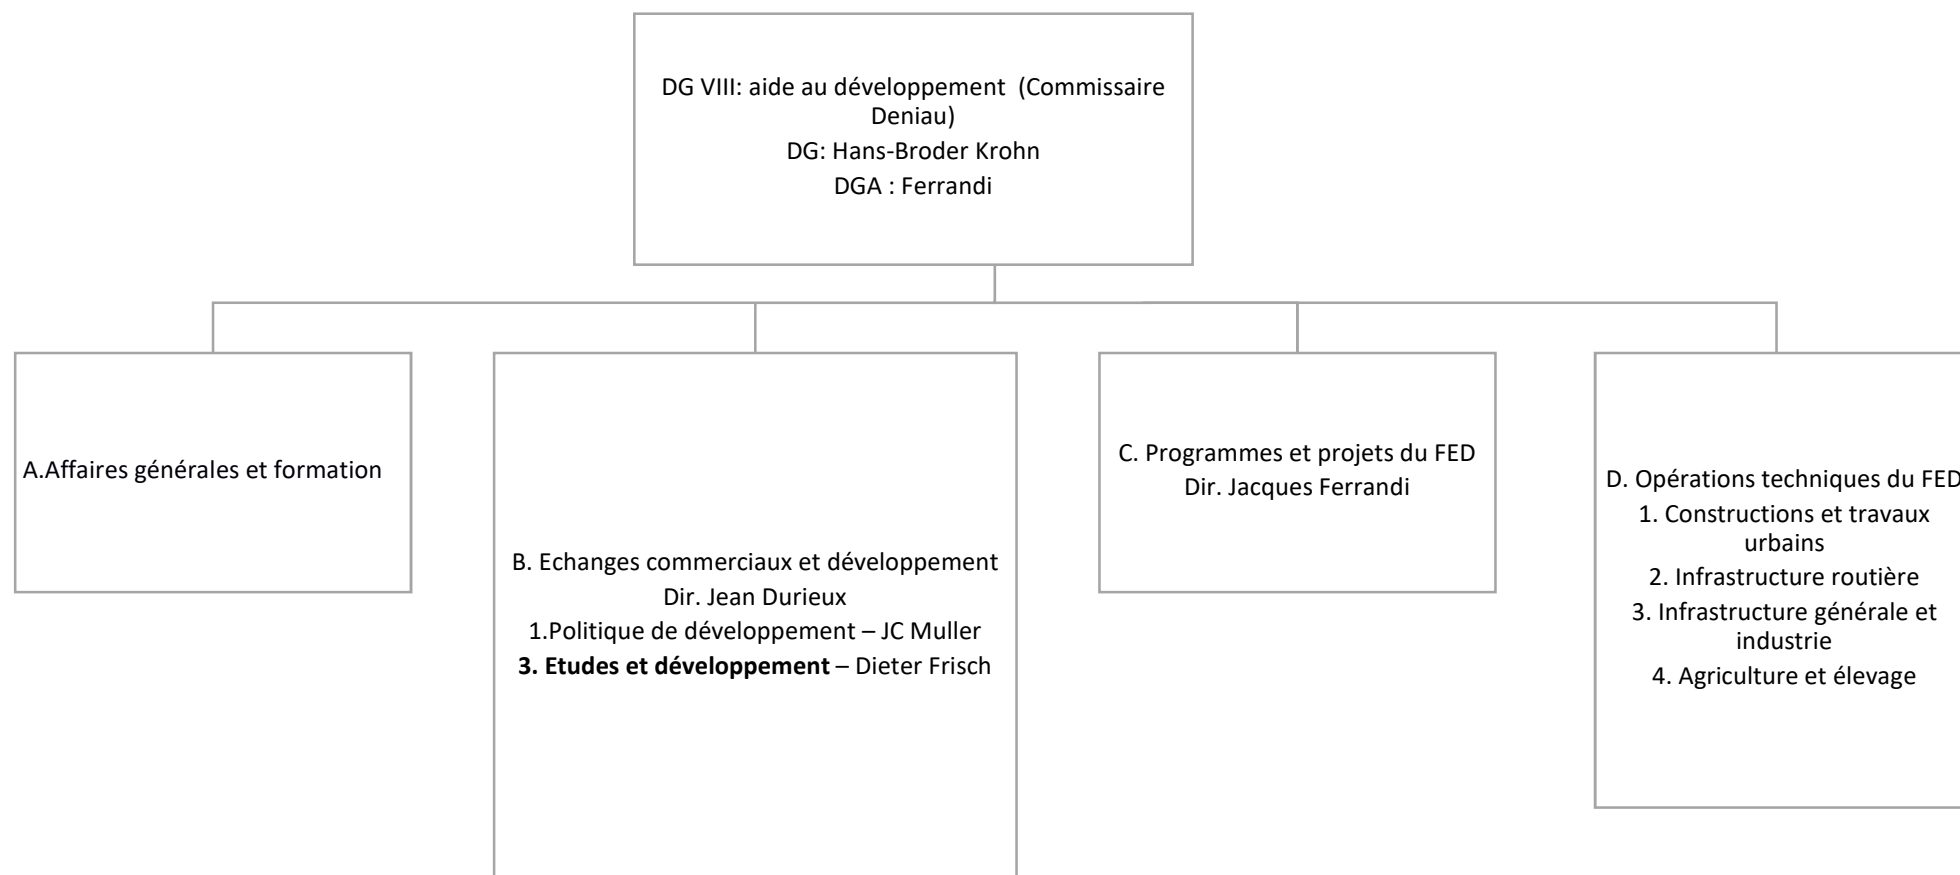 DG VIII: aide au développement  (Commissaire
Deniau)
DG: Hans-Broder Krohn
DGA : Ferrandi
A.Affaires générales et formation
B. Echanges commerciaux et développement
Dir. Jean Durieux
1.Politique de développement – JC Muller
3. Etudes et développement – Dieter Frisch
C. Programmes et projets du FED
Dir. Jacques Ferrandi
D. Opérations techniques du FED
1. Constructions et travaux
urbains
2. Infrastructure routière
3. Infrastructure générale et
industrie
4. Agriculture et élevage